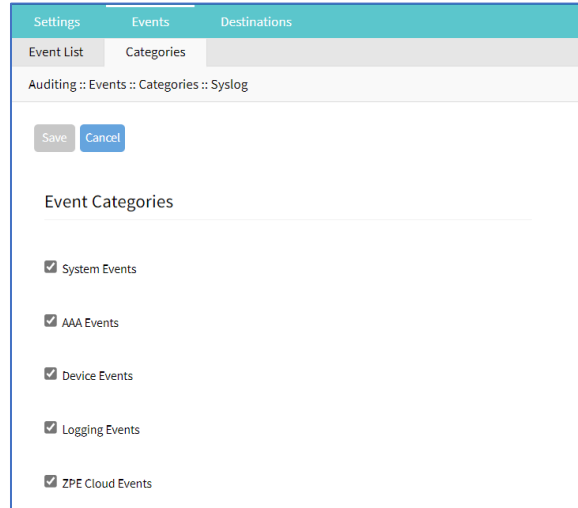 Settings Events Destinations
Event List Categories
Auditing :: Events :: Categories :: Syslog
Save Cancel
Event Categories
System Events
AAA Events
Device Events
Logging Events
ZPE Cloud Events